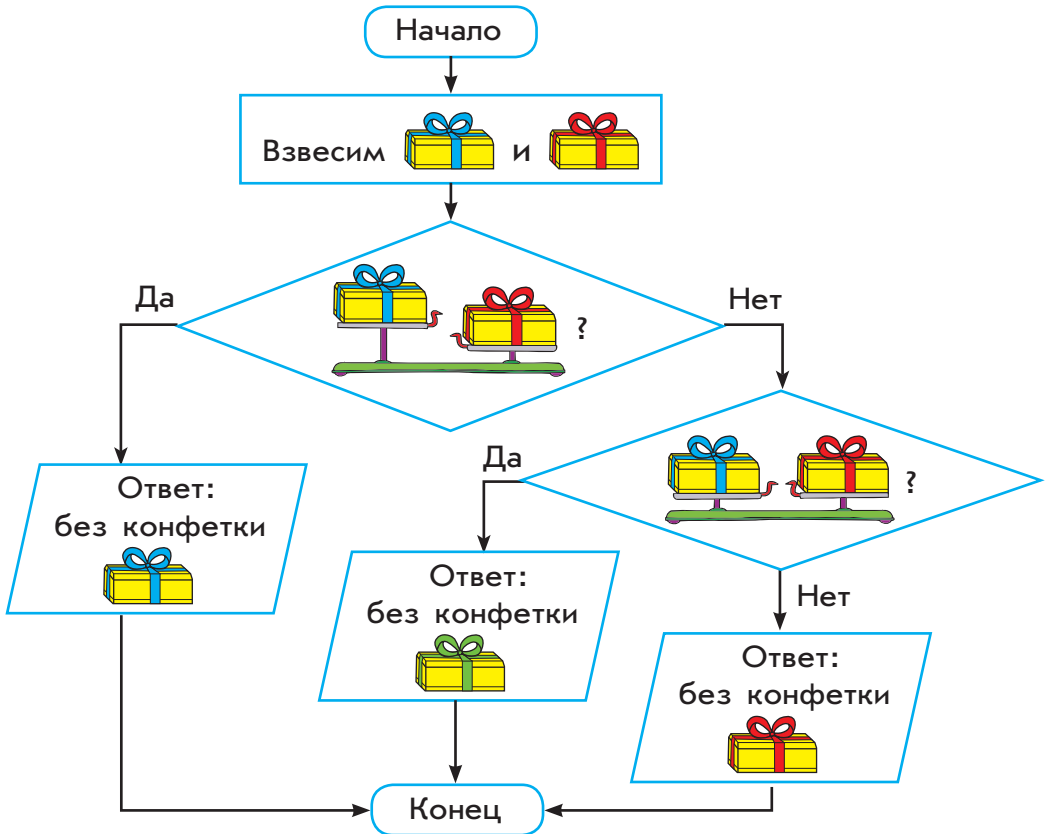 Начало
Взвесим и
Да
Нет
?
Да
?
Ответ:
без конфетки
Ответ:
без конфетки
Нет
Ответ:
без конфетки
Конец